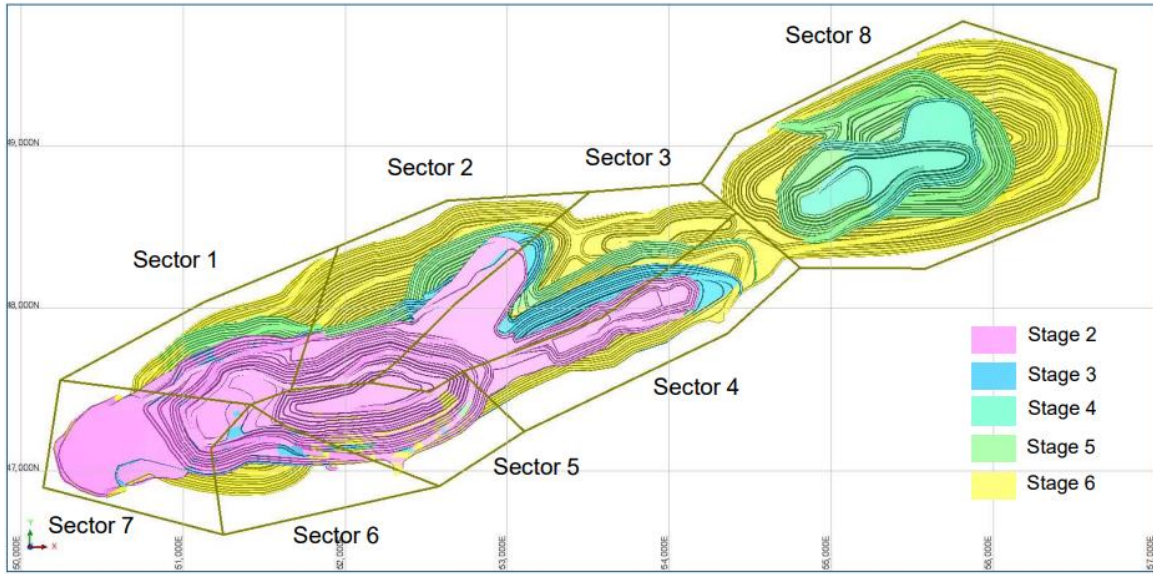 Sector 8
49,000N
Sector 3
Sector 2
Sector 1
48,000N
Stage 2
Stage 3
Sector 4
Stage 4
Stage 5
47,000N
Sector 5
Stage 6
Sector 7
Sector 6
Y
X
50,000E
51,000E
52,000E
53,000E
54,000E
55,000E
56,000E
57,000E